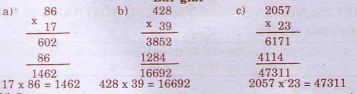 a) 86 b) 428 c) 2057
x 17 x 39 x 23
602 3852 6171
86 1284 4114
1462 16692 47311
17 x 86 = 1462 428 x 39 = 16692 2057 x 23 = 47311